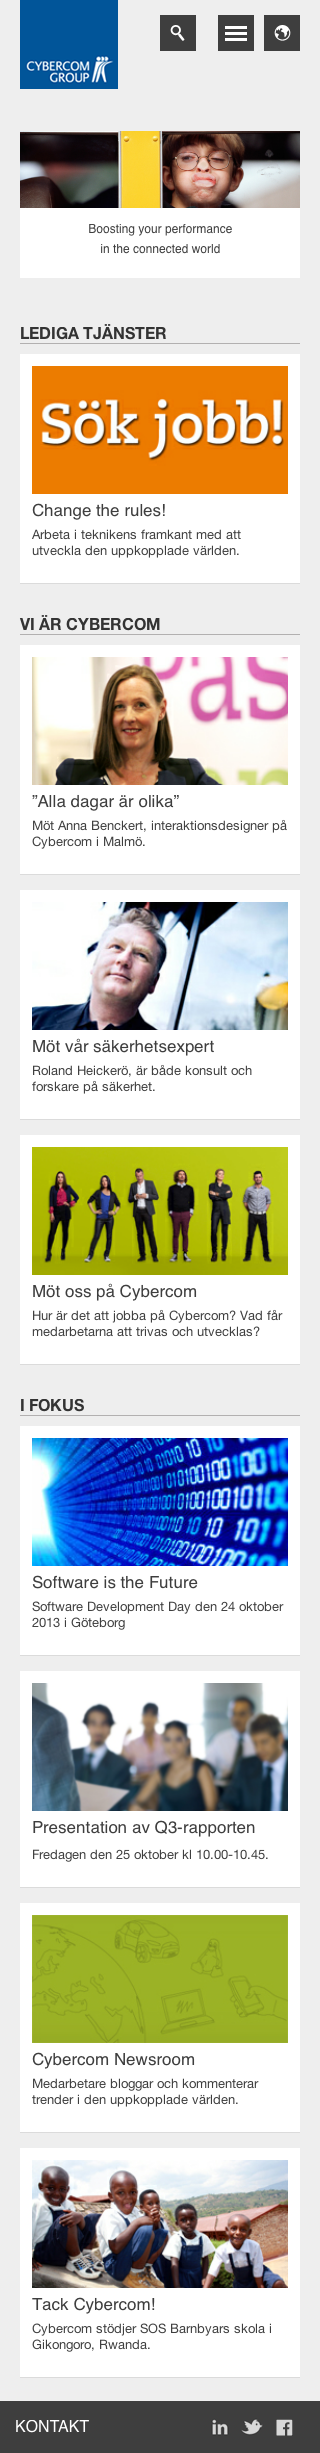 CYBERCOM
GROUP
Boosting your performance
in the connected world
LEDIGA TJÄNSTER
Sök jobb!
Change the rules!
Arbeta i teknikens framkant med att
utveckla den uppkopplade världen.
VI ÄR CYBERCOM
”Alla dagar är olika”
Möt Anna Benckert, interaktionsdesigner på
Cybercom i Malmö.
Möt vår säkerhetsexpert
Roland Heickerö, är både konsult och
forskare på säkerhet.
Möt oss på Cybercom
Hur är det att jobba på Cybercom? Vad får
medarbetarna att trivas och utvecklas?
I FOKUS
Software is the Future
Software Development Day den 24 oktober
2013 i Göteborg
Presentation av Q3-rapporten
Fredagen den 25 oktober kl 10.00-10.45.
Cybercom Newsroom
Medarbetare bloggar och kommenterar
trender i den uppkopplade världen.
Tack Cybercom!
Cybercom stödjer SOS Barnbyars skola i
Gikongoro, Rwanda.
KONTAKT